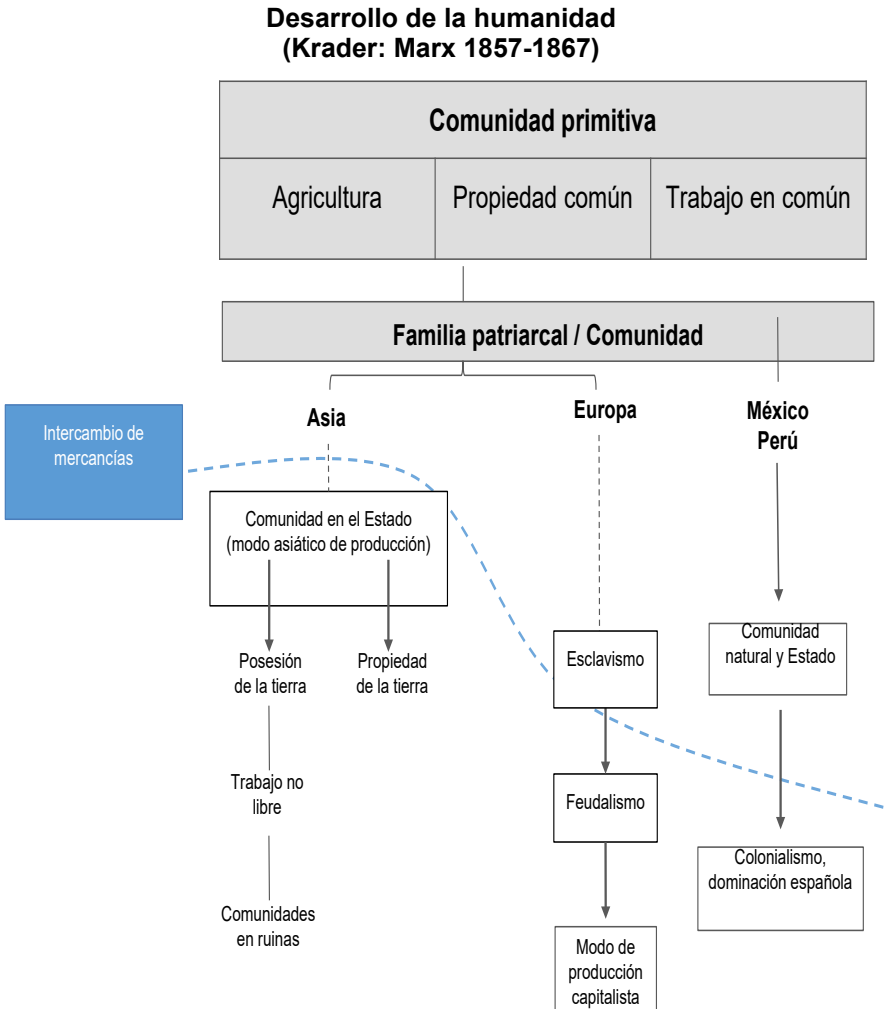 Desarrollo de la humanidad
(Krader: Marx 1857-1867)
Comunidad primitiva
Agricultura
Propiedad común
Trabajo en común
Familia patriarcal / Comunidad
Asia
Europa
México
Perú
Intercambio de
mercancías
Comunidad en el Estado
(modo asiático de producción)
Posesión
de la tierra
Propiedad
de la tierra
Esclavismo
Comunidad
natural y Estado
Trabajo no
libre
Feudalismo
Colonialismo,
dominación española
Comunidades
en ruinas
Modo de
producción
capitalista